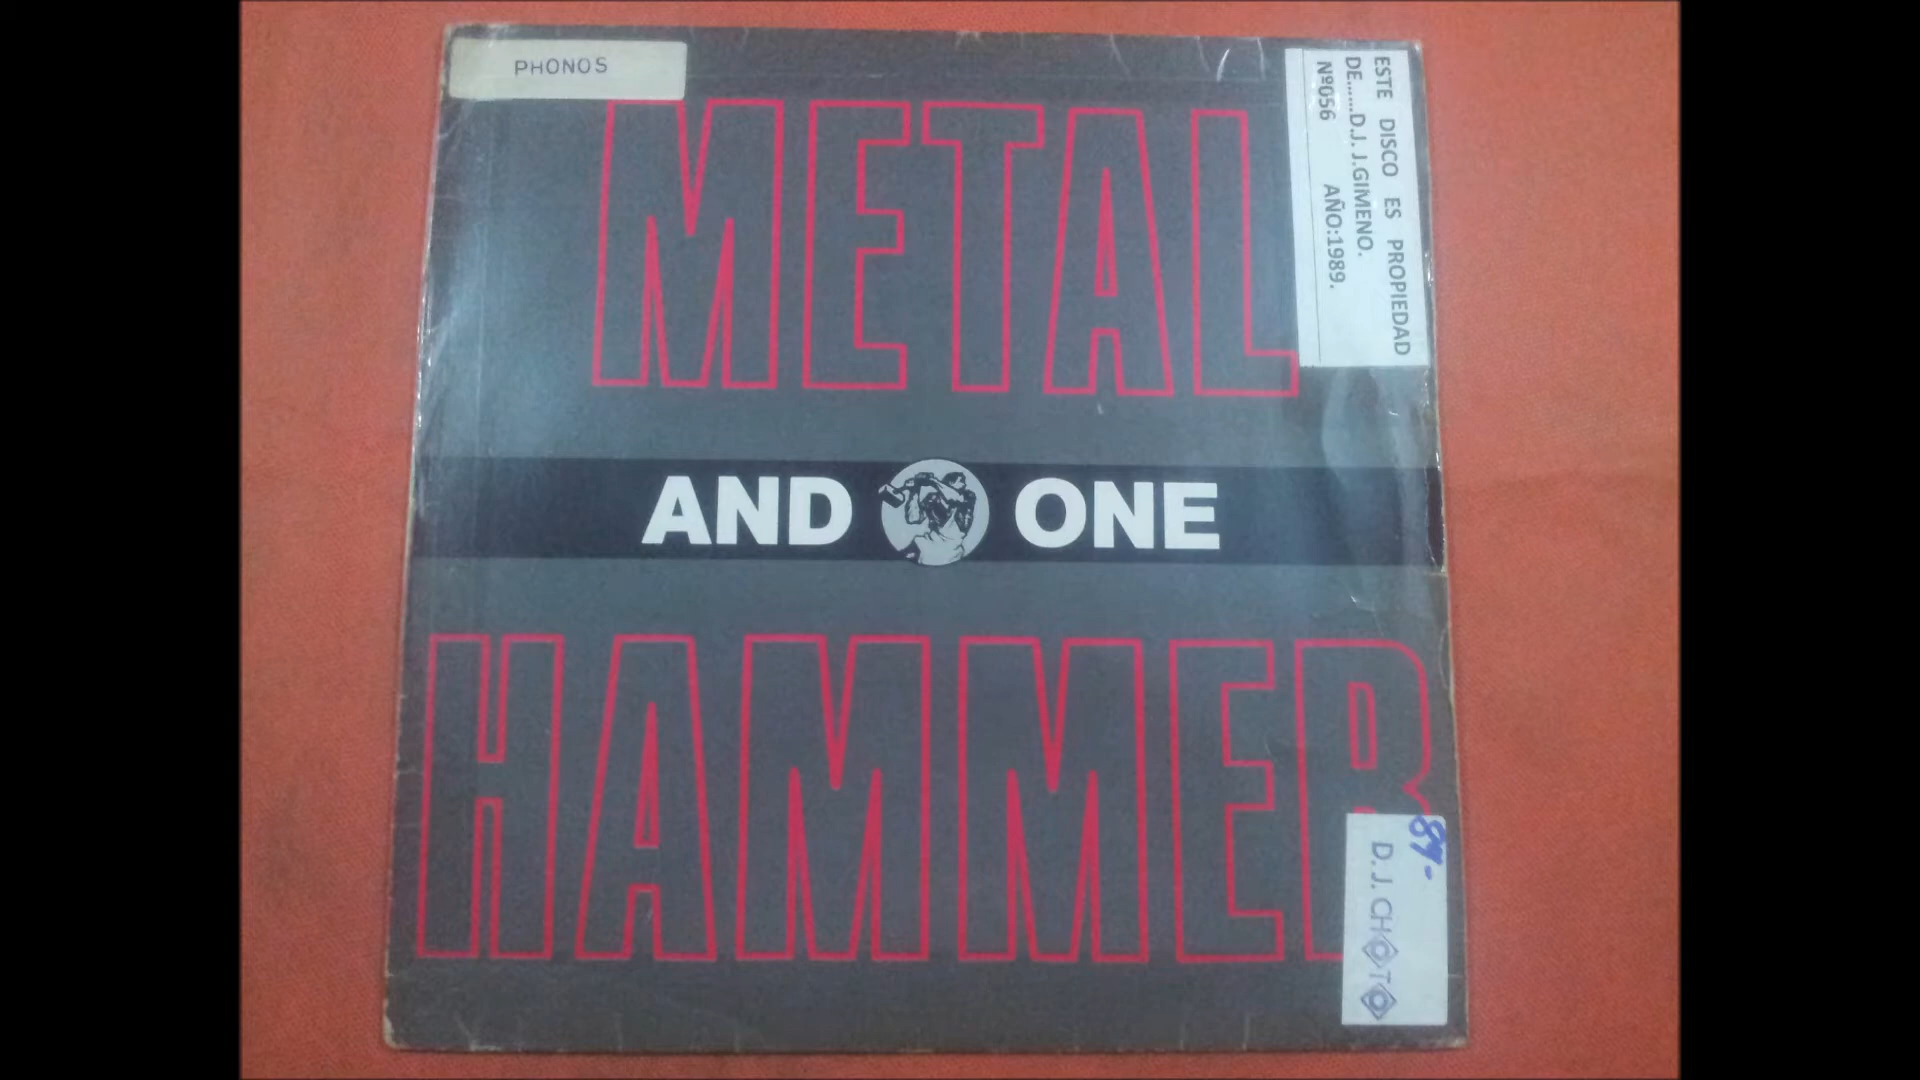 PHONOS
METAL
ESTE DISCO ES PROPIEDAD
DE......D.J. J.GIMENO.
Nº056 AÑO:1989.
AND ONE
HAMMER
89-
D.J.CHOTO